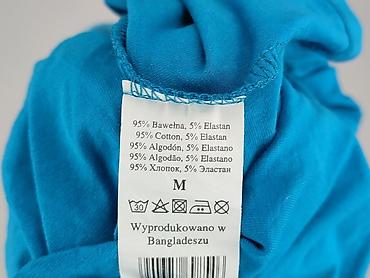 95% Bawełna, 5% Elastan
95% Cotton, 5% Elastan
95% Algodón, 5% Elastano
95% Algodão, 5% Elastano
95% Хлопок, 5% Эластан
M
30
Wyprodukowano w
Bangladeszu